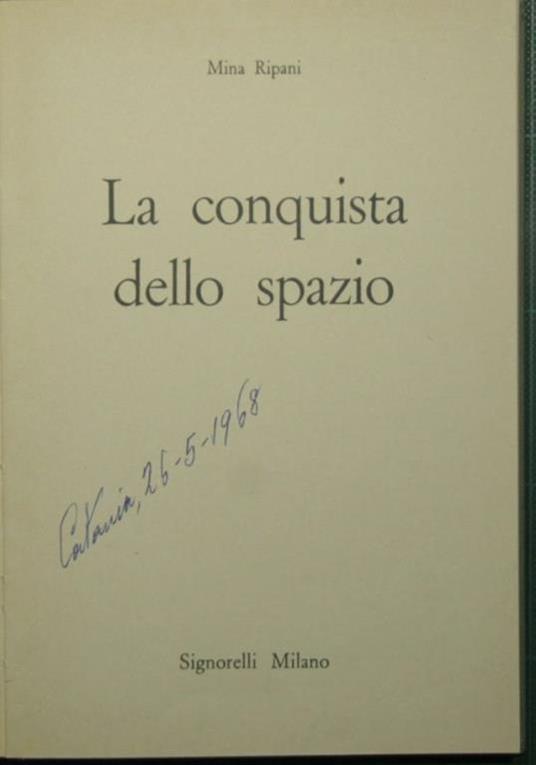 Mina Ripani
La conquista
dello spazio
Catania, 26-5-1968
Signorelli Milano